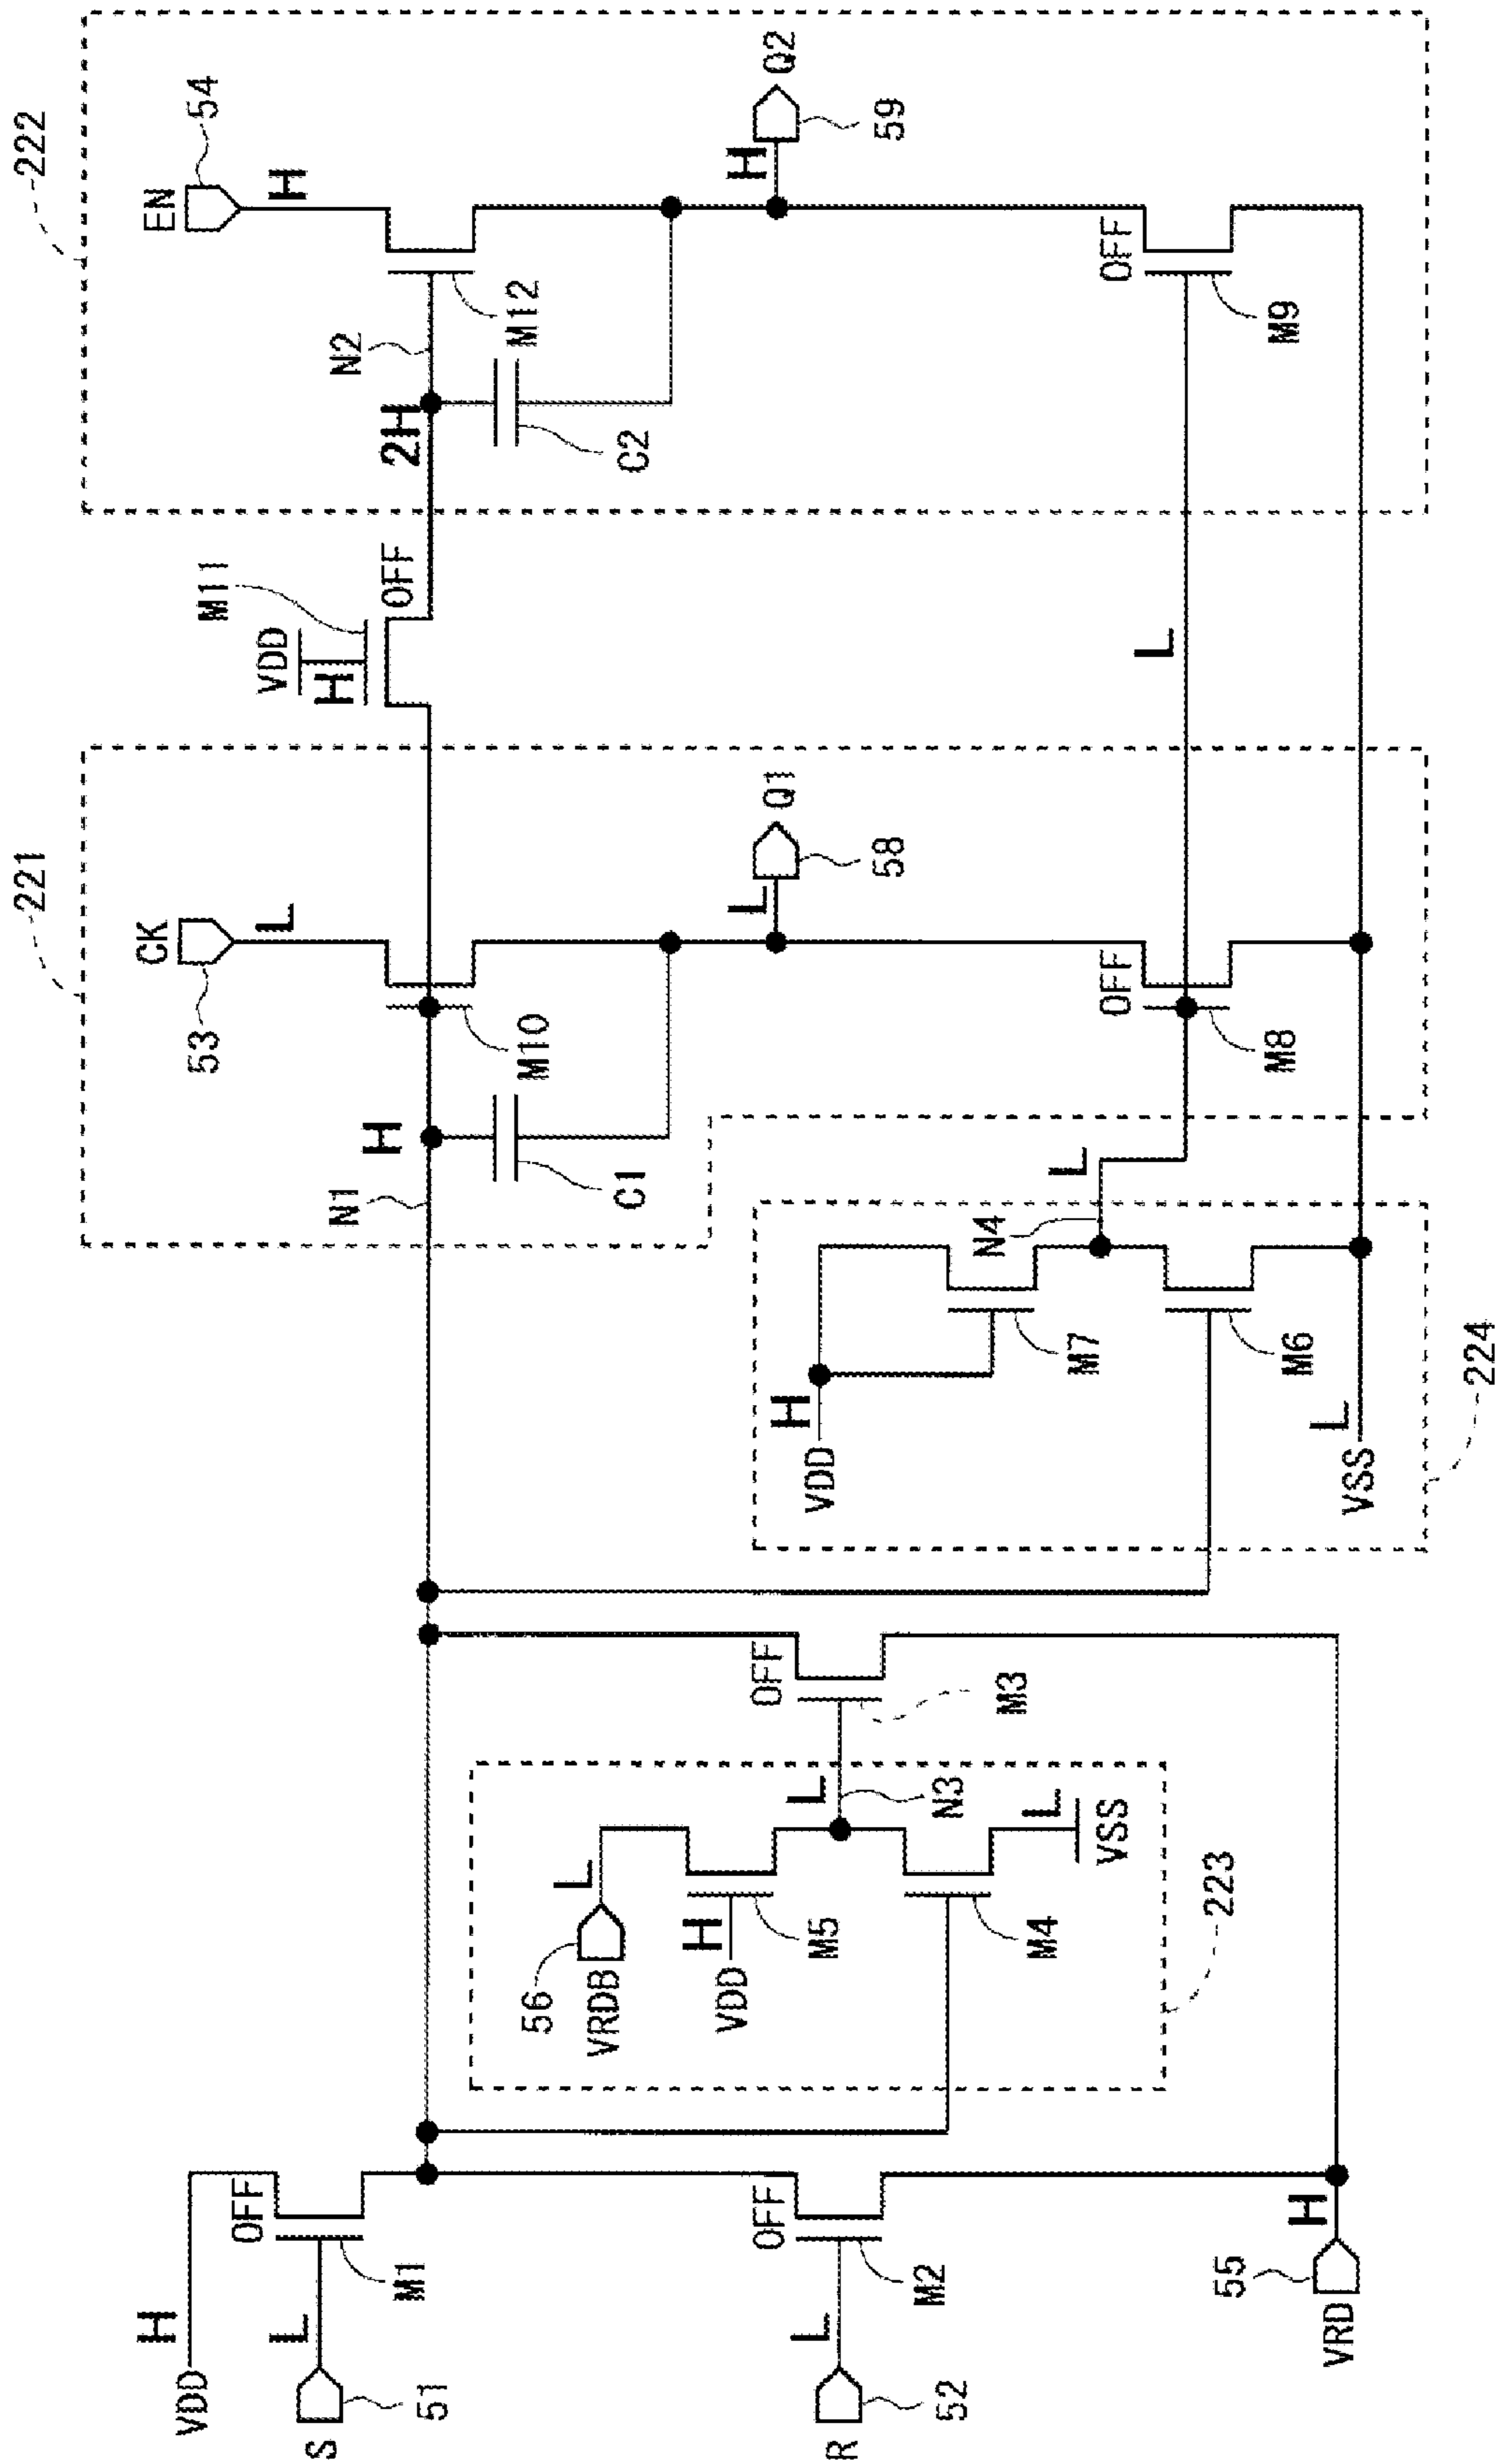 222
221
EN
54
H
CK
53
L
VDD
H
M11
OFF
N2
2H
M12
C2
N1
H
M10
C1
H
Q2
59
L
Q1
58
VDD
H
OFF
M1
S
L
51
56
VRDB
L
H
VDD
M5
L
N3
M4
L
VSS
223
OFF
M3
OFF
M2
R
L
52
H
55
VRD
H
VDD
M7
N4
L
M6
L
VSS
224
OFF
M8
L
OFF
M9